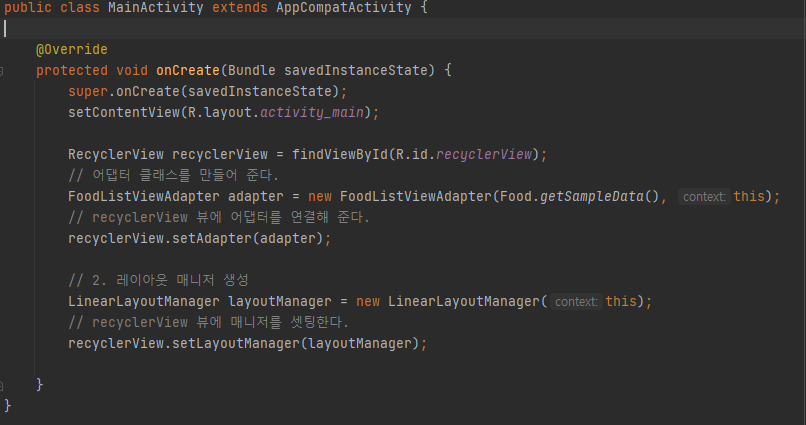 public class MainActivity extends AppCompatActivity {
@Override
protected void onCreate(Bundle savedInstanceState) {
super.onCreate(savedInstanceState);
setContentView(R.layout.activity_main);
RecyclerView recyclerView = findViewById(R.id.recyclerView);
// 어댑터 클래스를 만들어 준다.
FoodListViewAdapter adapter = new FoodListViewAdapter(Food.getSampleData(), context: this);
// recyclerView 뷰에 어댑터를 연결해 준다.
recyclerView.setAdapter(adapter);
// 2. 레이아웃 매니저 생성
LinearLayoutManager layoutManager = new LinearLayoutManager( context: this);
// recyclerView 뷰에 매니저를 셋팅한다.
recyclerView.setLayoutManager(layoutManager);
}
}